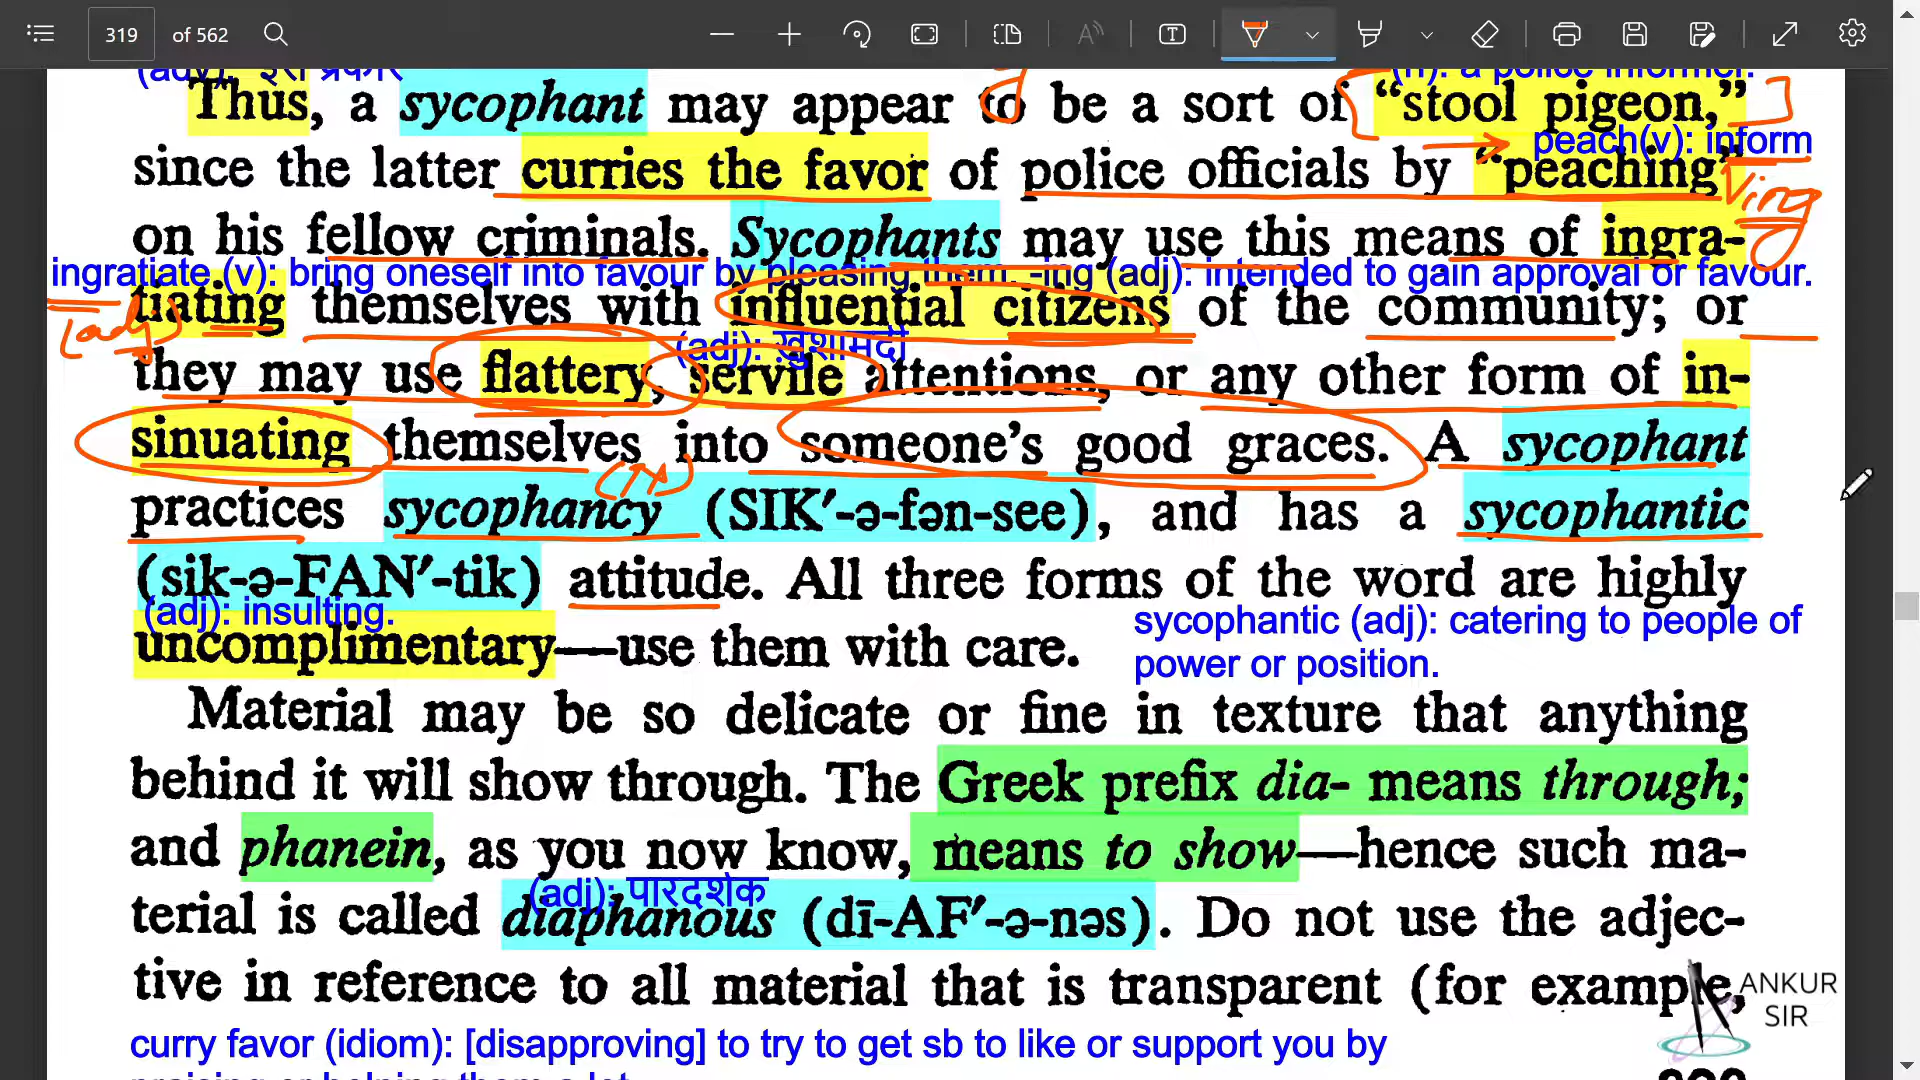 319 of 562
(adv): इस प्रकार
(n): a police informer.
Thus, a sycophant may appear to be a sort of “stool pigeon,”
peach(v): inform
since the latter curries the favor of police officials by “peaching”
on his fellow criminals. Sycophants may use this means of ingra-
ingratiate (v): bring oneself into favour by pleasing them. -ing (adj): intended to gain approval or favour.
tiating themselves with influential citizens of the community; or
(adj)
(adj): खुशामदी
they may use flattery, servile attentions, or any other form of in-
sinuating themselves into someone’s good graces. A sycophant
practices sycophancy (SIK′-ə-fən-see), and has a sycophantic
(sik-ə-FAN′-tik) attitude. All three forms of the word are highly
(adj): insulting.
sycophantic (adj): catering to people of
uncomplimentary—use them with care.
power or position.
Material may be so delicate or fine in texture that anything
behind it will show through. The Greek prefix dia- means through;
and phanein, as you now know, means to show—hence such ma-
(adj): पारदर्शक
terial is called diaphanous (dī-AF′-ə-nəs). Do not use the adjec-
tive in reference to all material that is transparent (for example,
ANKUR
SIR
curry favor (idiom): [disapproving] to try to get sb to like or support you by